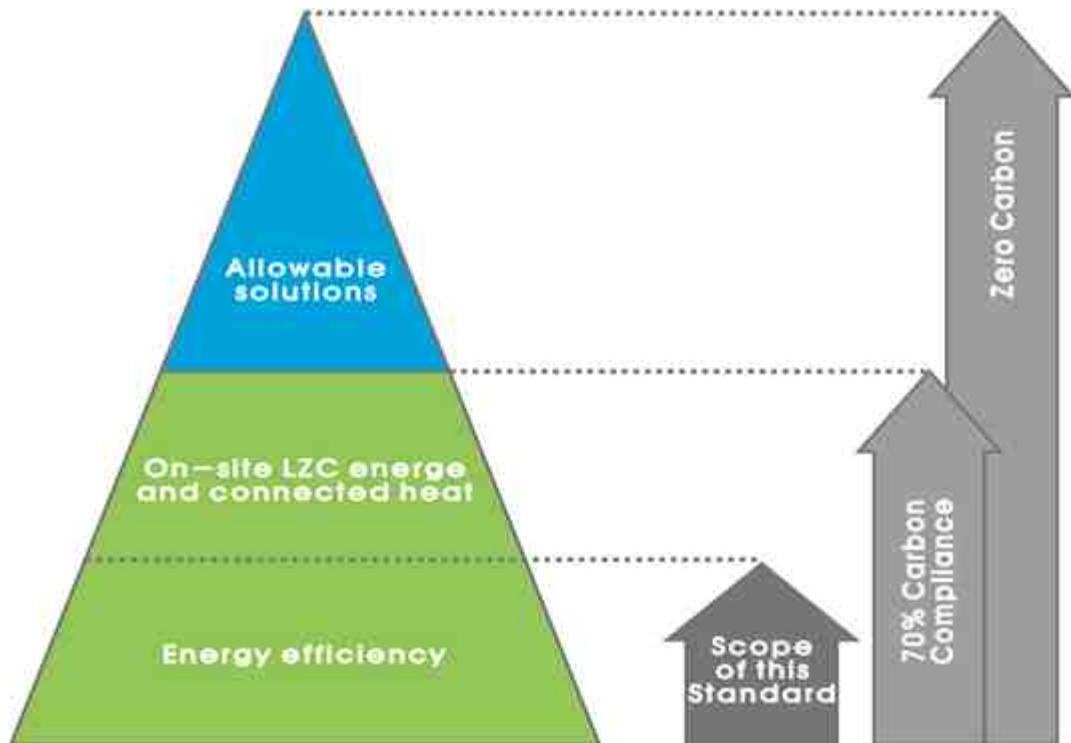 Allowable
solutions
On—site LZC energe
and connected heat
Energy efficiency
Scope
of this
Standard
70% Carbon
Compliance
Zero Carbon